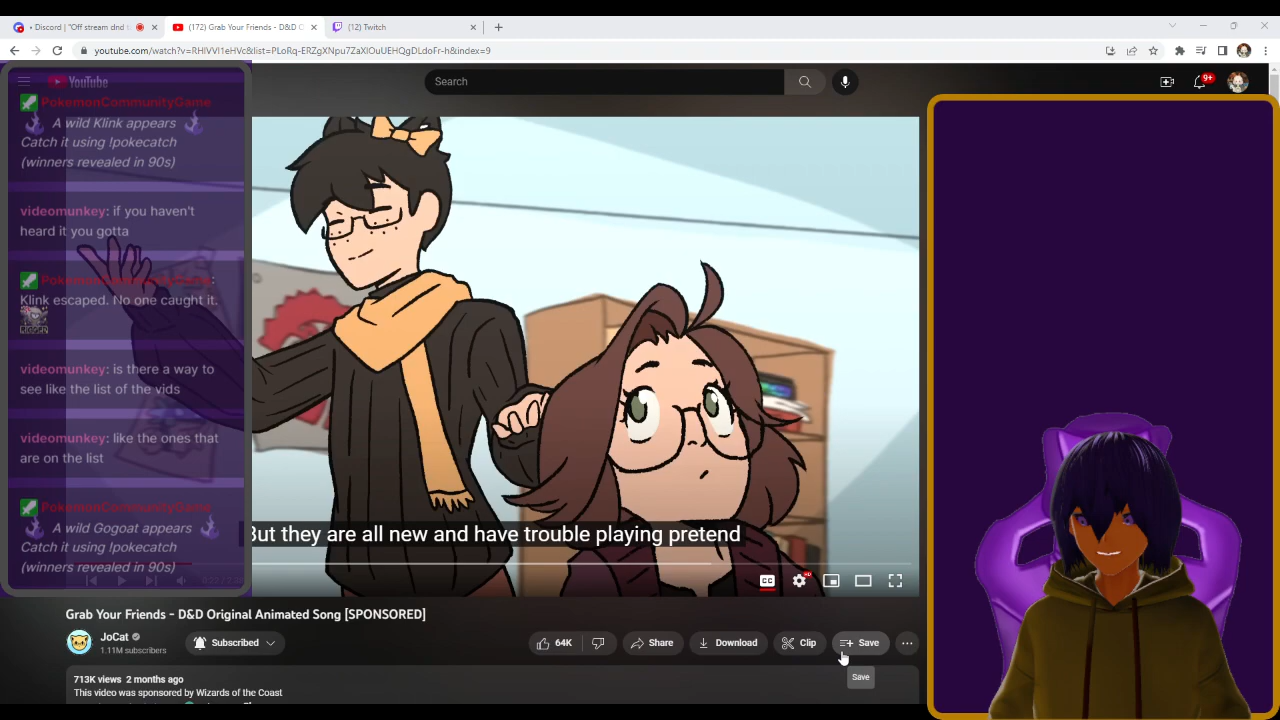 Discord | "Off stream dnd
(172) Grab Your Friends - D&D O
(12) Twitch
youtube.com/watch?v=RHlVVl1eHVc&list=PLoRq-ERZgXNpu7ZaXIOuUEHQgDLdoFr-h&index=9
YouTube
Search
9+
PokemonCommunityGame
A wild Klink appears
Catch it using !pokecatch
(winners revealed in 90s)
videomunkey: if you haven't
heard it you gotta
PokemonCommunityGame:
Klink escaped. No one caught it.
videomunkey: is there a way to
see like the list of the vids
videomunkey: like the ones that
are on the list
PokemonCommunityGame
A wild Gogoat appears
Catch it using !pokecatch
(winners revealed in 90s)
But they are all new and have trouble playing pretend
CC
HD
Grab Your Friends - D&D Original Animated Song [SPONSORED]
JoCat
1.11M subscribers
Subscribed
64K
Share
Download
Clip
Save
713K views 2 months ago
Save
This video was sponsored by Wizards of the Coast